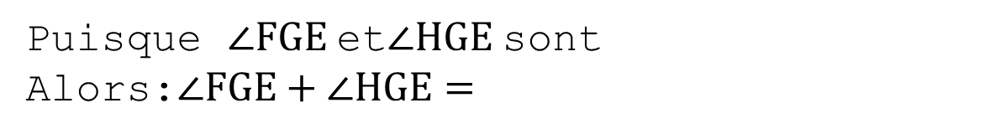 Puisque ∠FGE et∠HGE sont
Alors:∠FGE + ∠HGE =